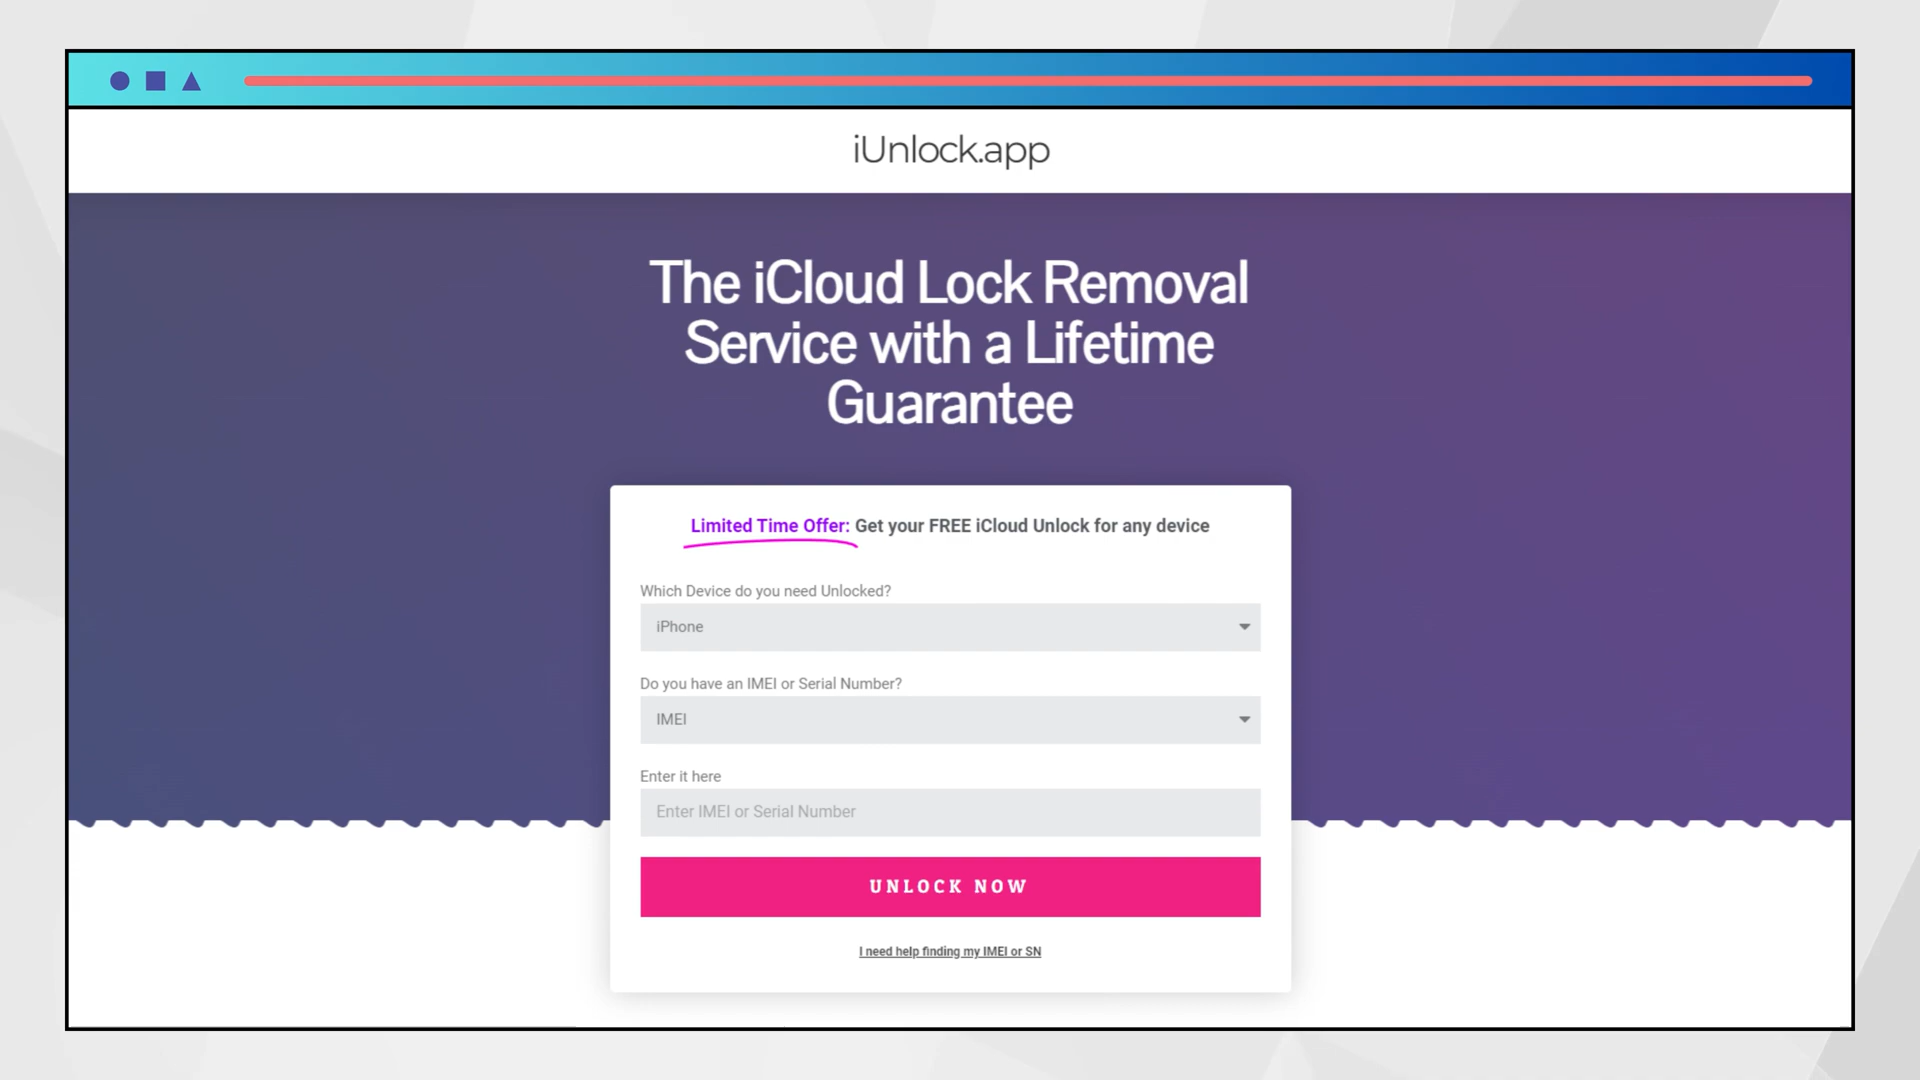 iUnlock.app
The iCloud Lock Removal
Service with a Lifetime
Guarantee
Limited Time Offer: Get your FREE iCloud Unlock for any device
Which Device do you need Unlocked?
iPhone
Do you have an IMEI or Serial Number?
IMEI
Enter it here
Enter IMEI or Serial Number
UNLOCK NOW
I need help finding my IMEI or SN